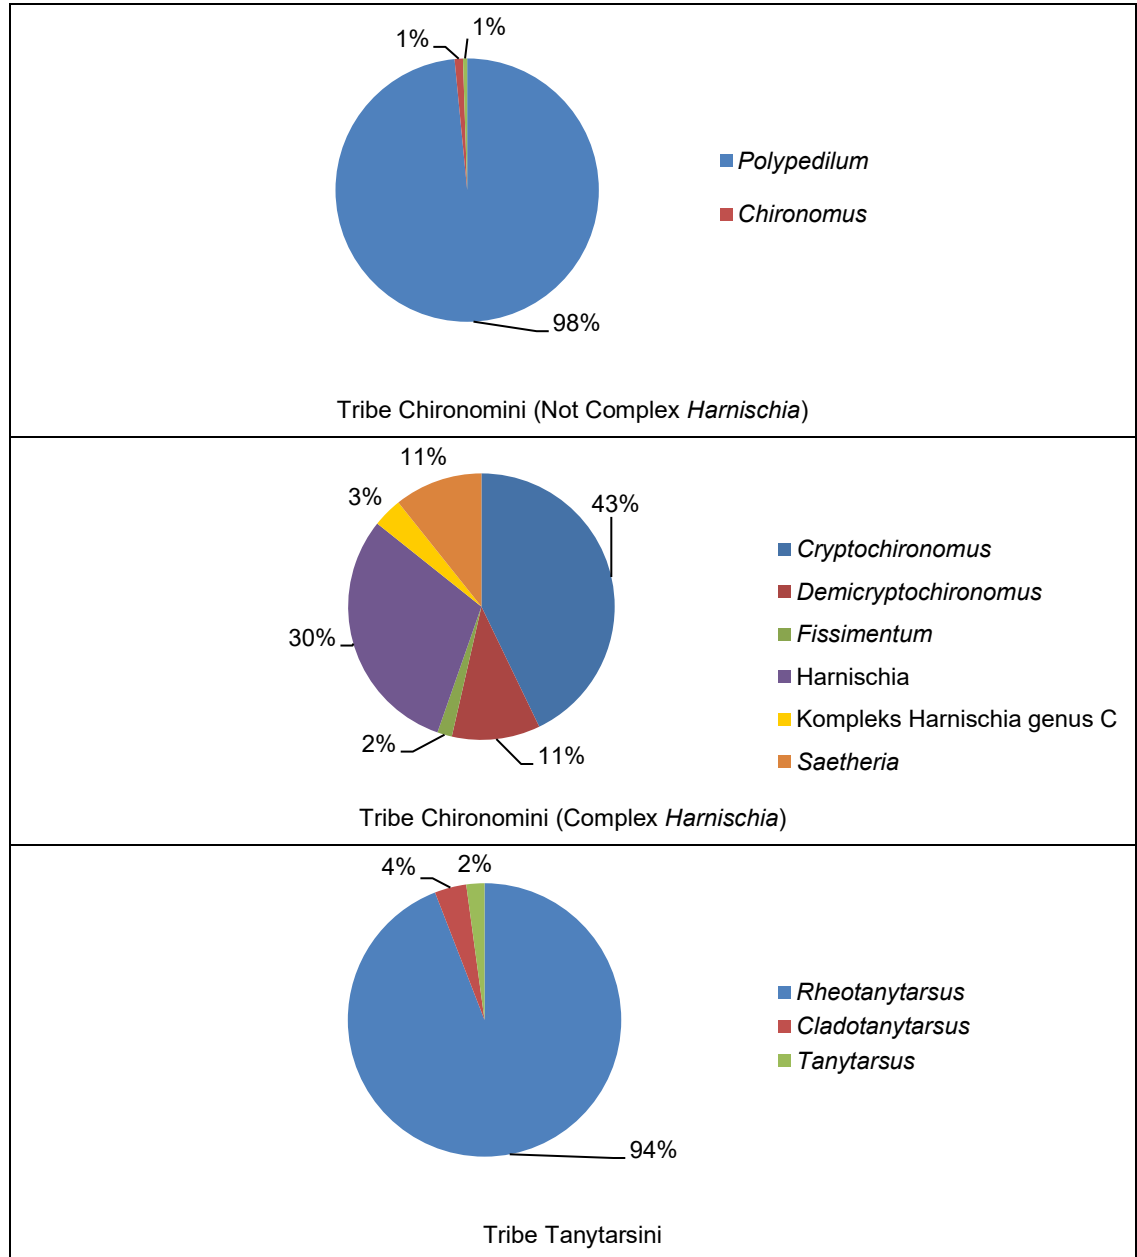 1%
1%
Polypedilum
Chironomus
98%
Tribe Chironomini (Not Complex Harnischia)
11%
3%
43%
Cryptochironomus
Demicryptochironomus
Fissimentum
30%
Harnischia
Kompleks Harnischia genus C
2%
11%
Saetheria
Tribe Chironomini (Complex Harnischia)
4%
2%
Rheotanytarsus
Cladotanytarsus
Tanytarsus
94%
Tribe Tanytarsini